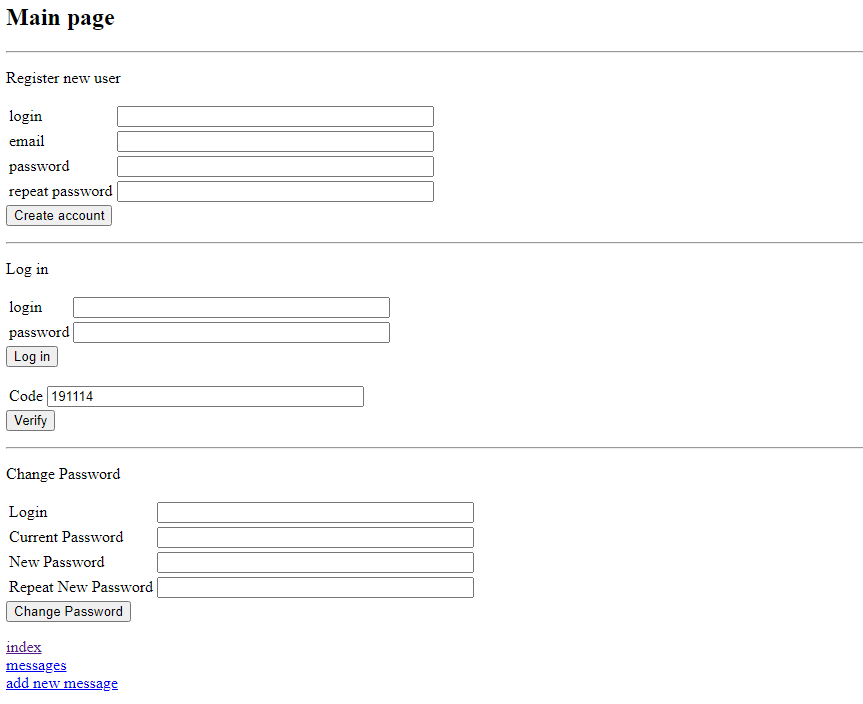 Main page
Register new user
login
email
password
repeat password
Create account
Log in
login
password
Log in
Code 191114
Verify
Change Password
Login
Current Password
New Password
Repeat New Password
Change Password
index
messages
add new message